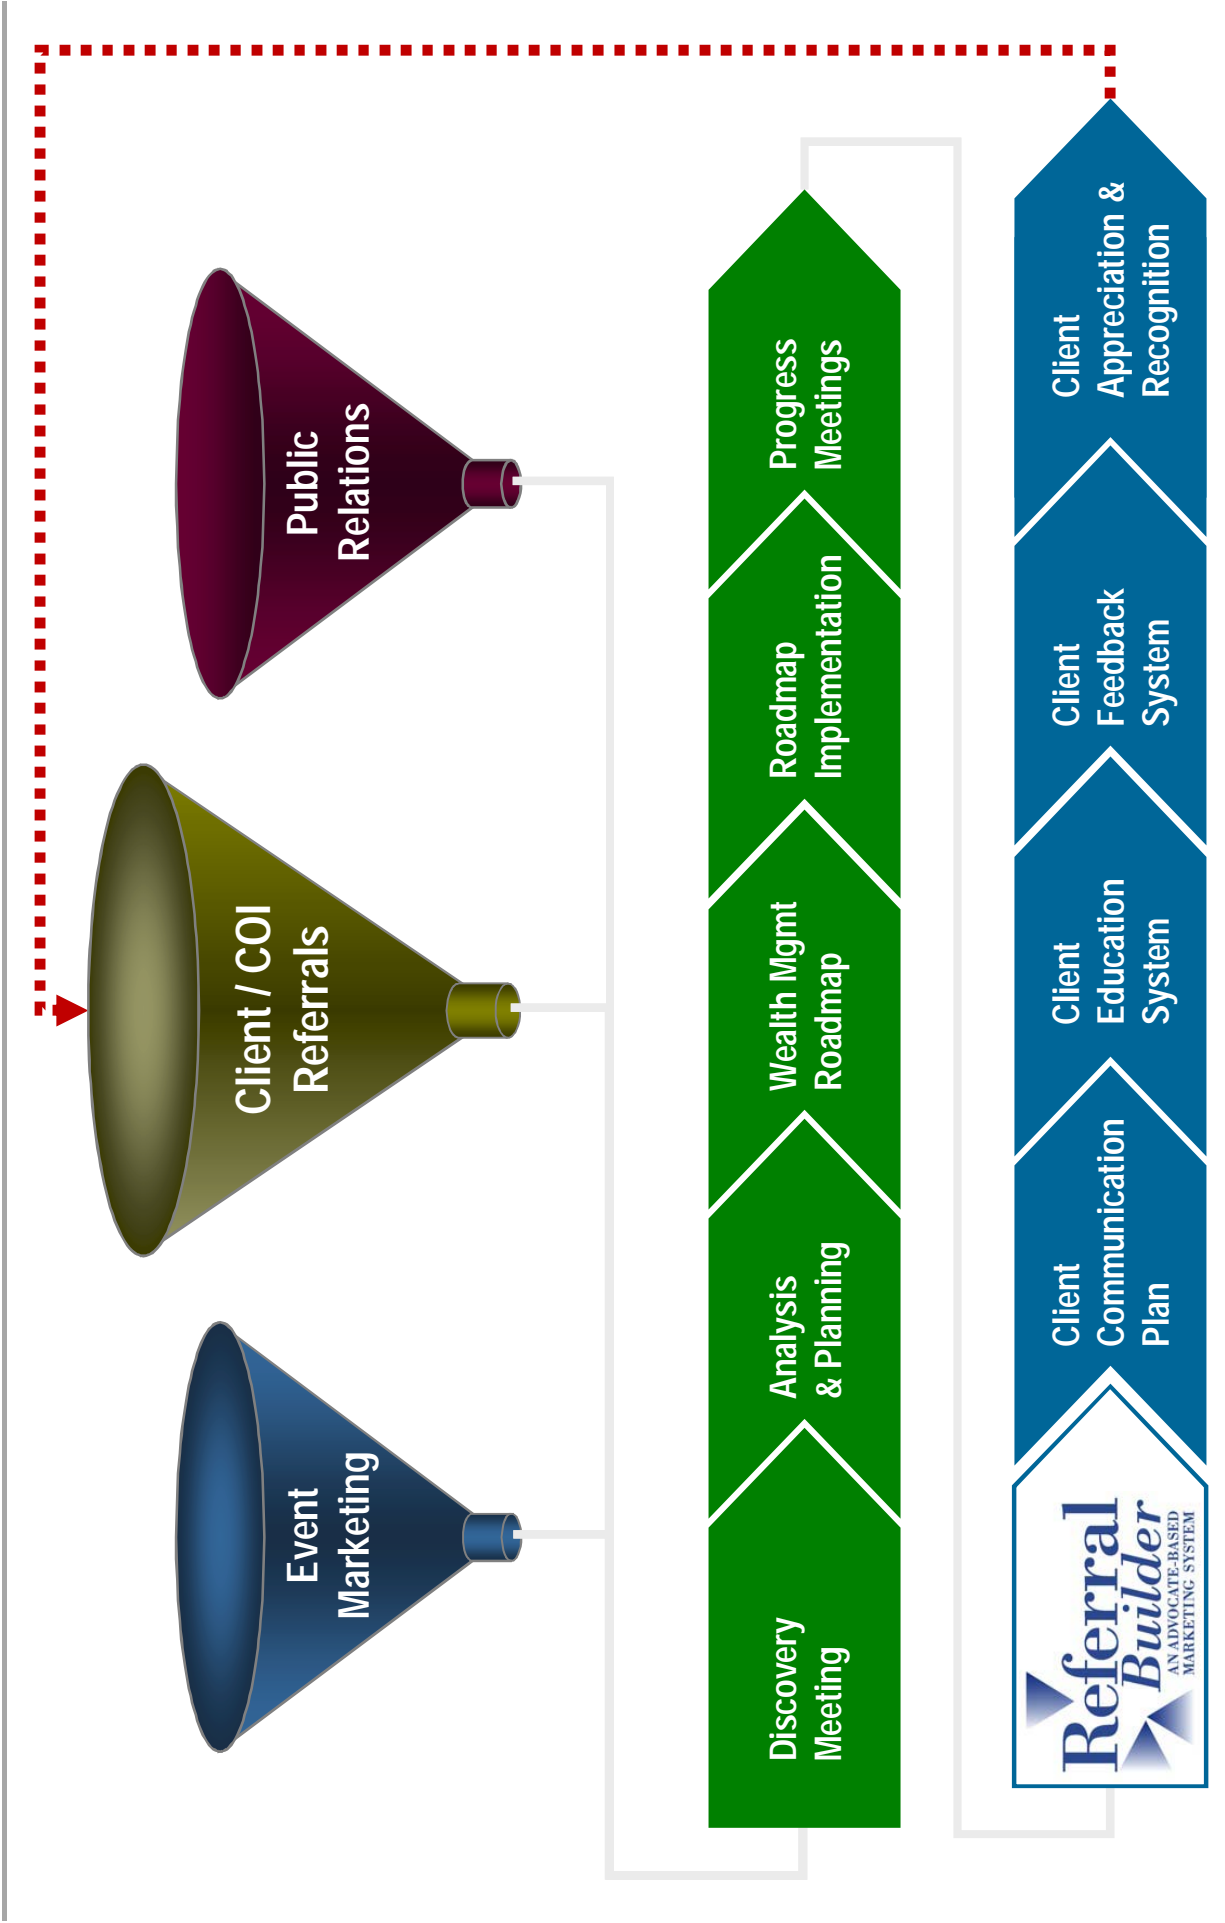 Event
Marketing
Client / COI
Referrals
Public
Relations
Discovery
Meeting
Analysis
& Planning
Wealth Mgmt
Roadmap
Roadmap
Implementation
Progress
Meetings
Referral
Builder
AN ADVOCATE-BASED
MARKETING SYSTEM
Client
Communication
Plan
Client
Education
System
Client
Feedback
System
Client
Appreciation &
Recognition